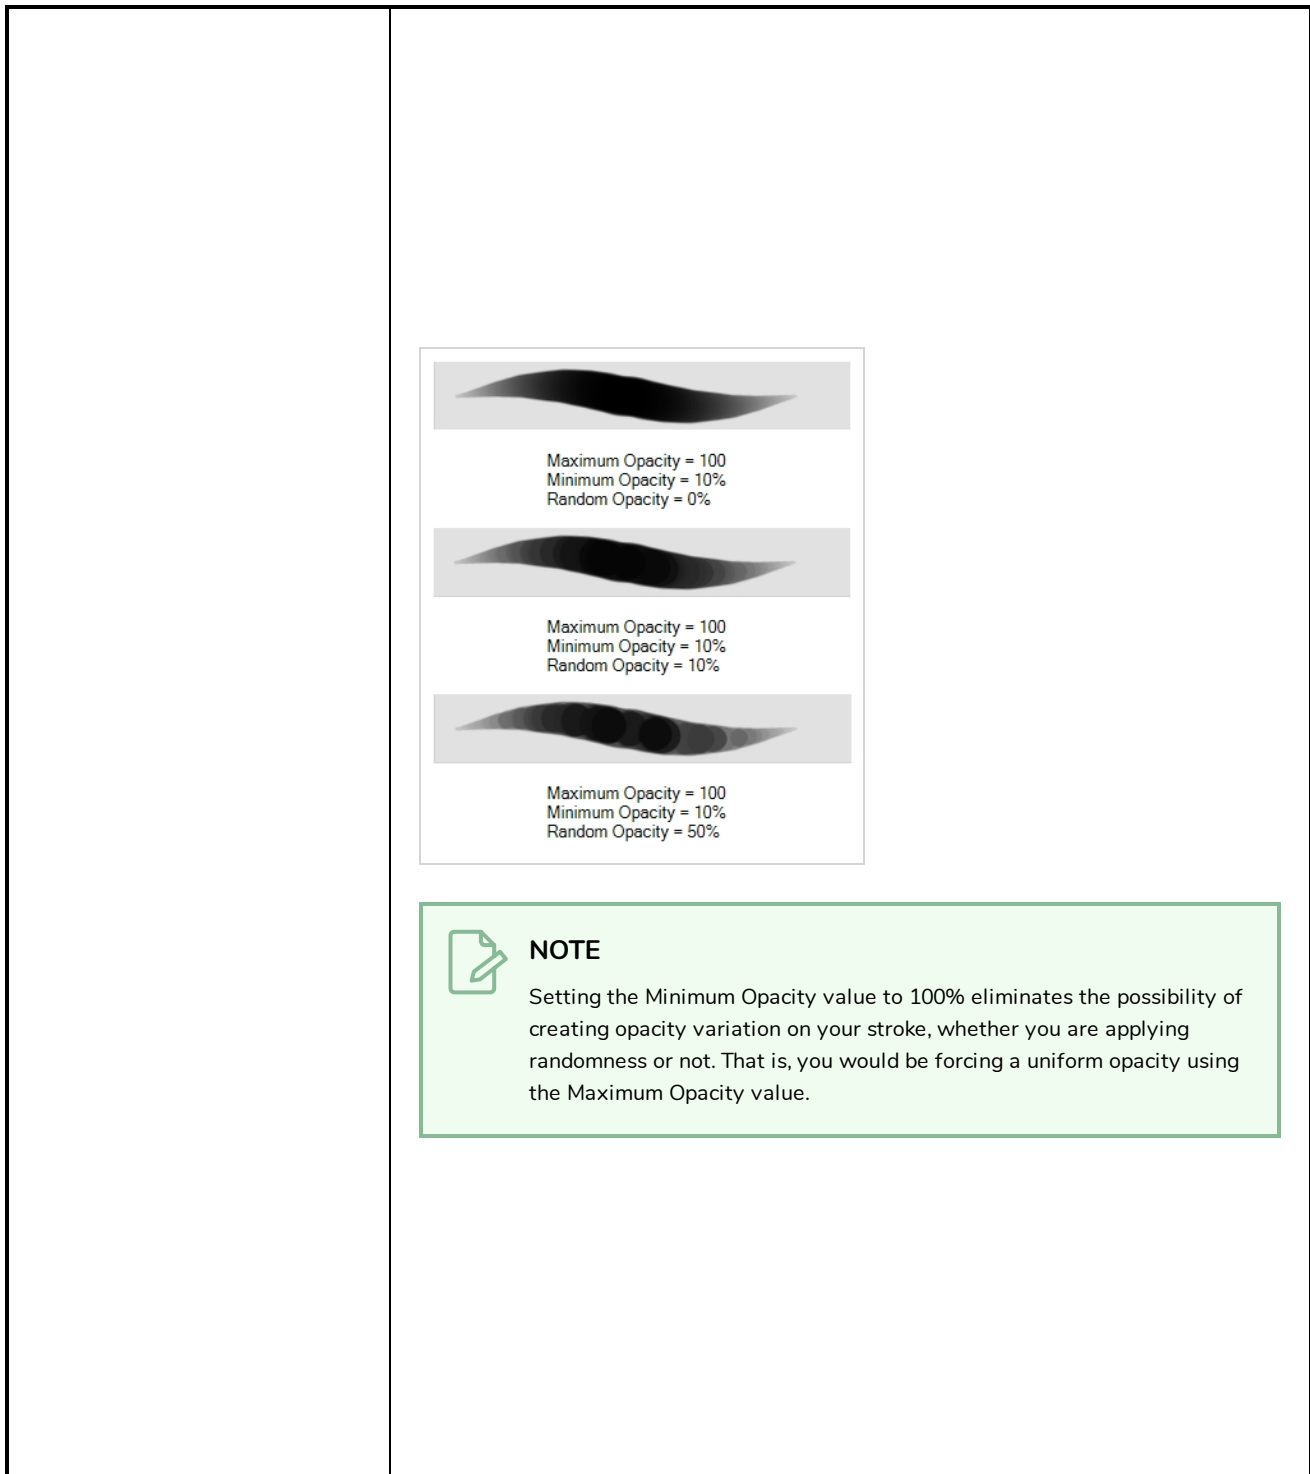 Maximum Opacity = 100
Minimum Opacity = 10%
Random Opacity = 0%
Maximum Opacity = 100
Minimum Opacity = 10%
Random Opacity = 10%
Maximum Opacity = 100
Minimum Opacity = 10%
Random Opacity = 50%
NOTE
Setting the Minimum Opacity value to 100% eliminates the possibility of
creating opacity variation on your stroke, whether you are applying
randomness or not. That is, you would be forcing a uniform opacity using
the Maximum Opacity value.